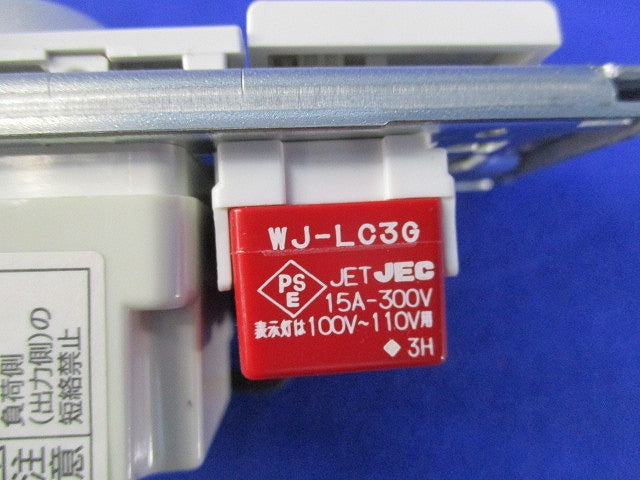 WJ-LC3G
PS
E
JET JEC
15A-300V
表示灯は100V~110V用
◆ 3H
負荷側
(出力側)の
短絡禁止
注
意